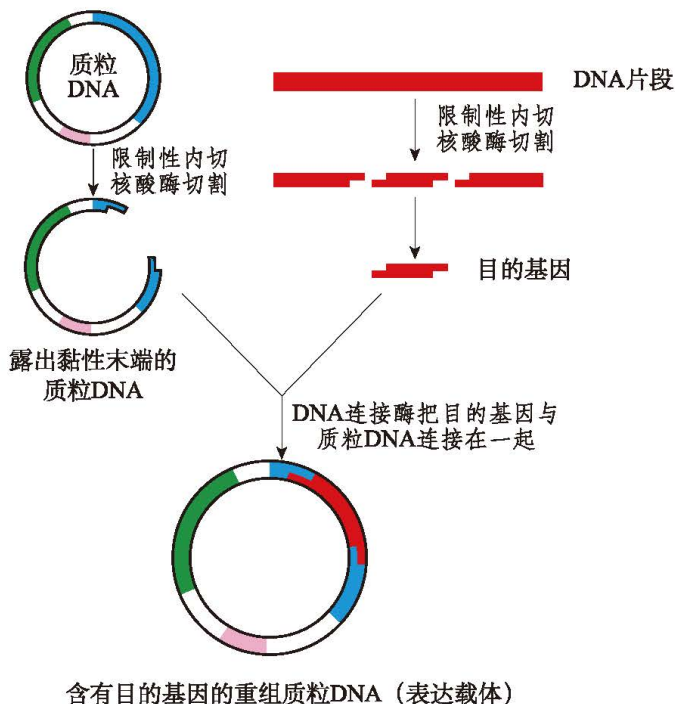 质粒
DNA
DNA片段
限制性内切
核酸酶切割
限制性内切
核酸酶切割
目的基因
露出黏性末端的
质粒DNA
DNA连接酶把目的基因与
质粒DNA连接在一起
含有目的基因的重组质粒DNA（表达载体）